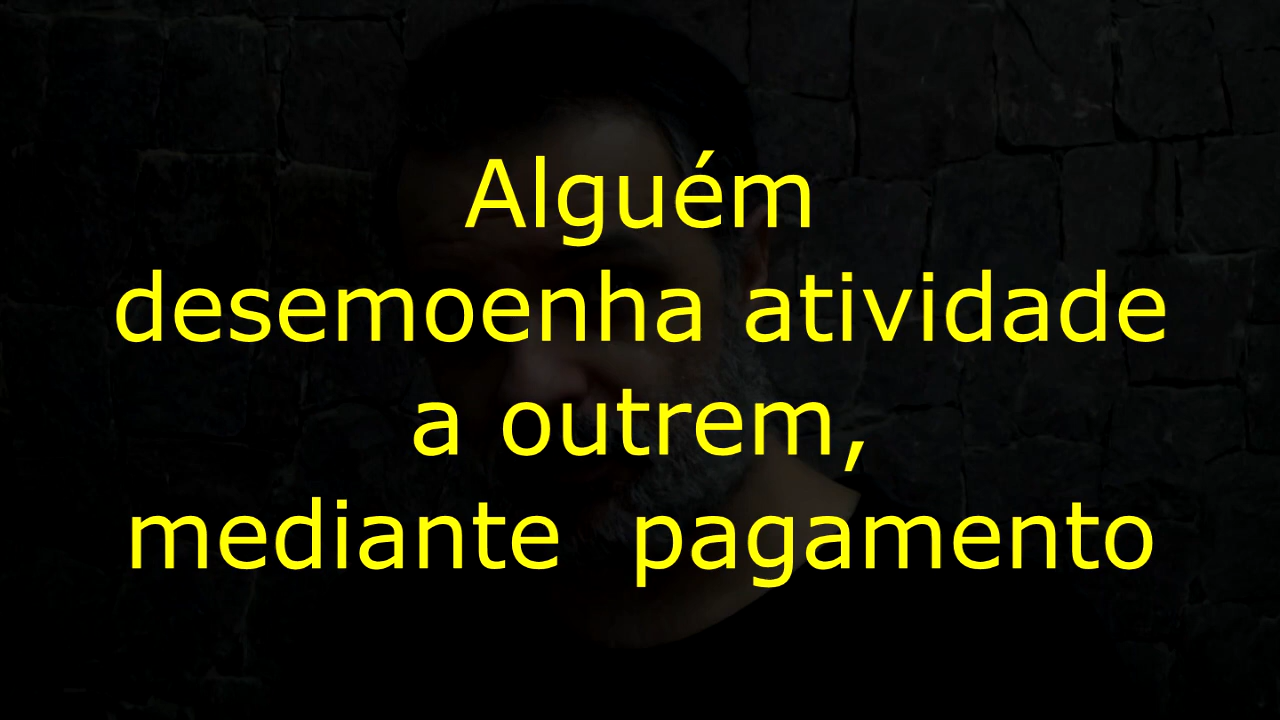 Alguém
desemoenha atividade
a outrem,
mediante  pagamento